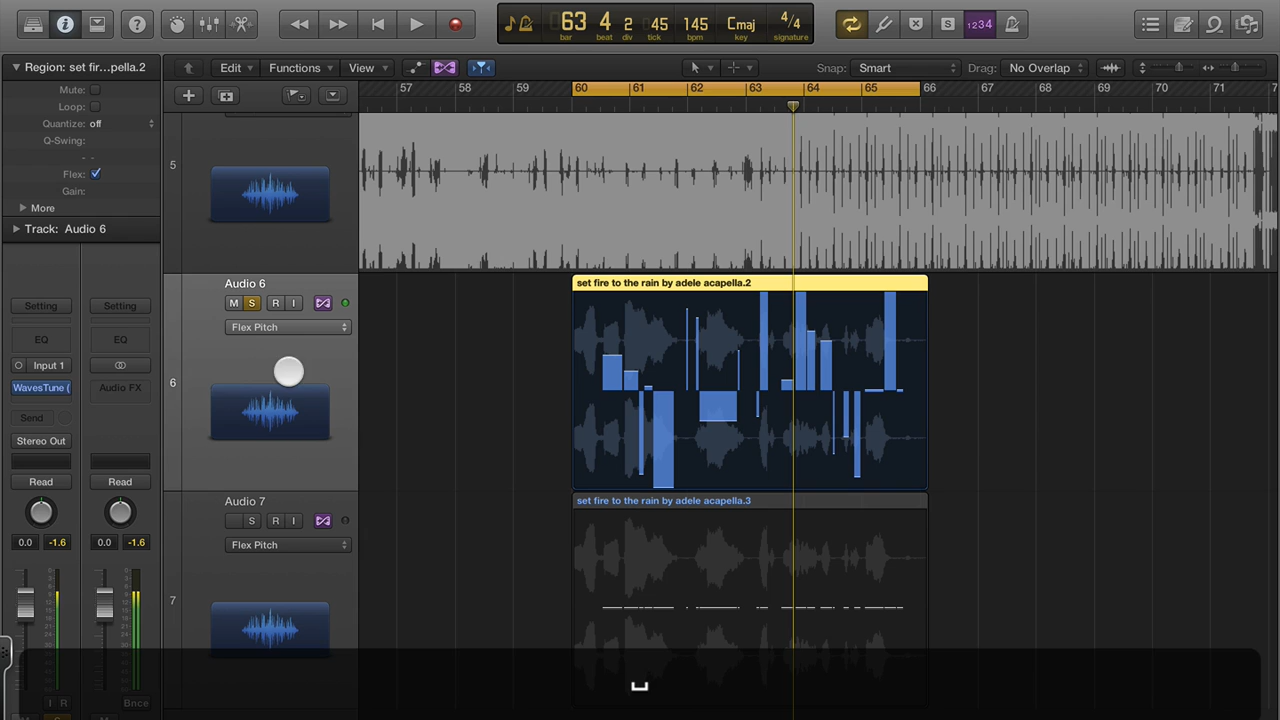 63 4 2 45 145 Cmaj 4/4
bar beat div tick bpm key signature
1234
Region: set fir...pella.2
Edit Functions View
Snap: Smart
Drag: No Overlap
Mute:
Loop:
Quantize: off
Q-Swing:
Flex:
Gain:
More
Track: Audio 6
57 58 59 60 61 62 63 64 65 66 67 68 69 70 71
5
Audio 6
M S R I
Flex Pitch
6
set fire to the rain by adele acapella.2
Setting Setting
EQ EQ
Input 1
WavesTune ( Audio FX
Send
Stereo Out
Read Read
0.0 -1.6 0.0 -1.6
Audio 7
S R I
Flex Pitch
7
set fire to the rain by adele acapella.3
I R
Bnce